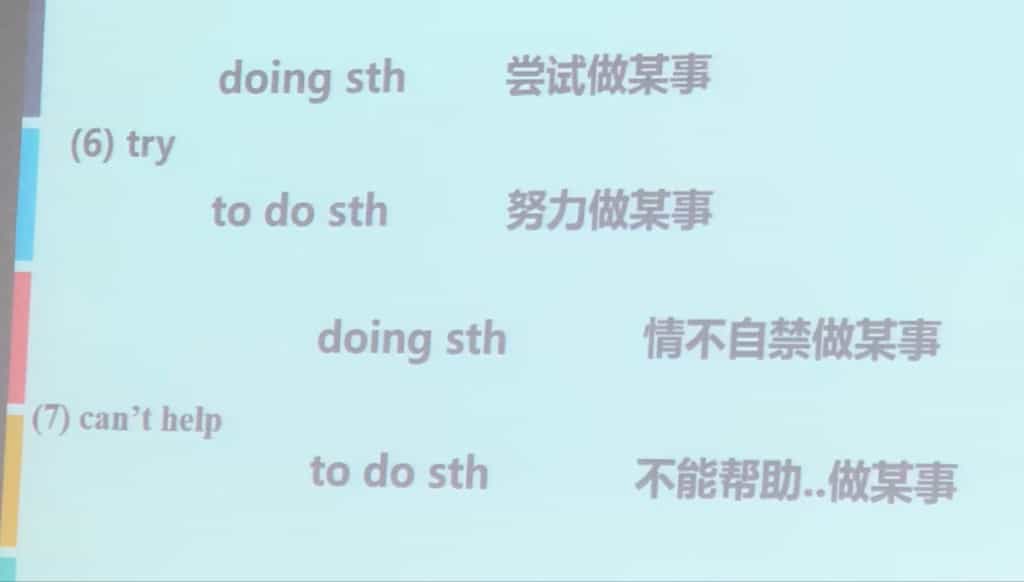 doing sth 尝试做某事
(6) try
to do sth 努力做某事
doing sth 情不自禁做某事
(7) can't help
to do sth 不能帮助..做某事